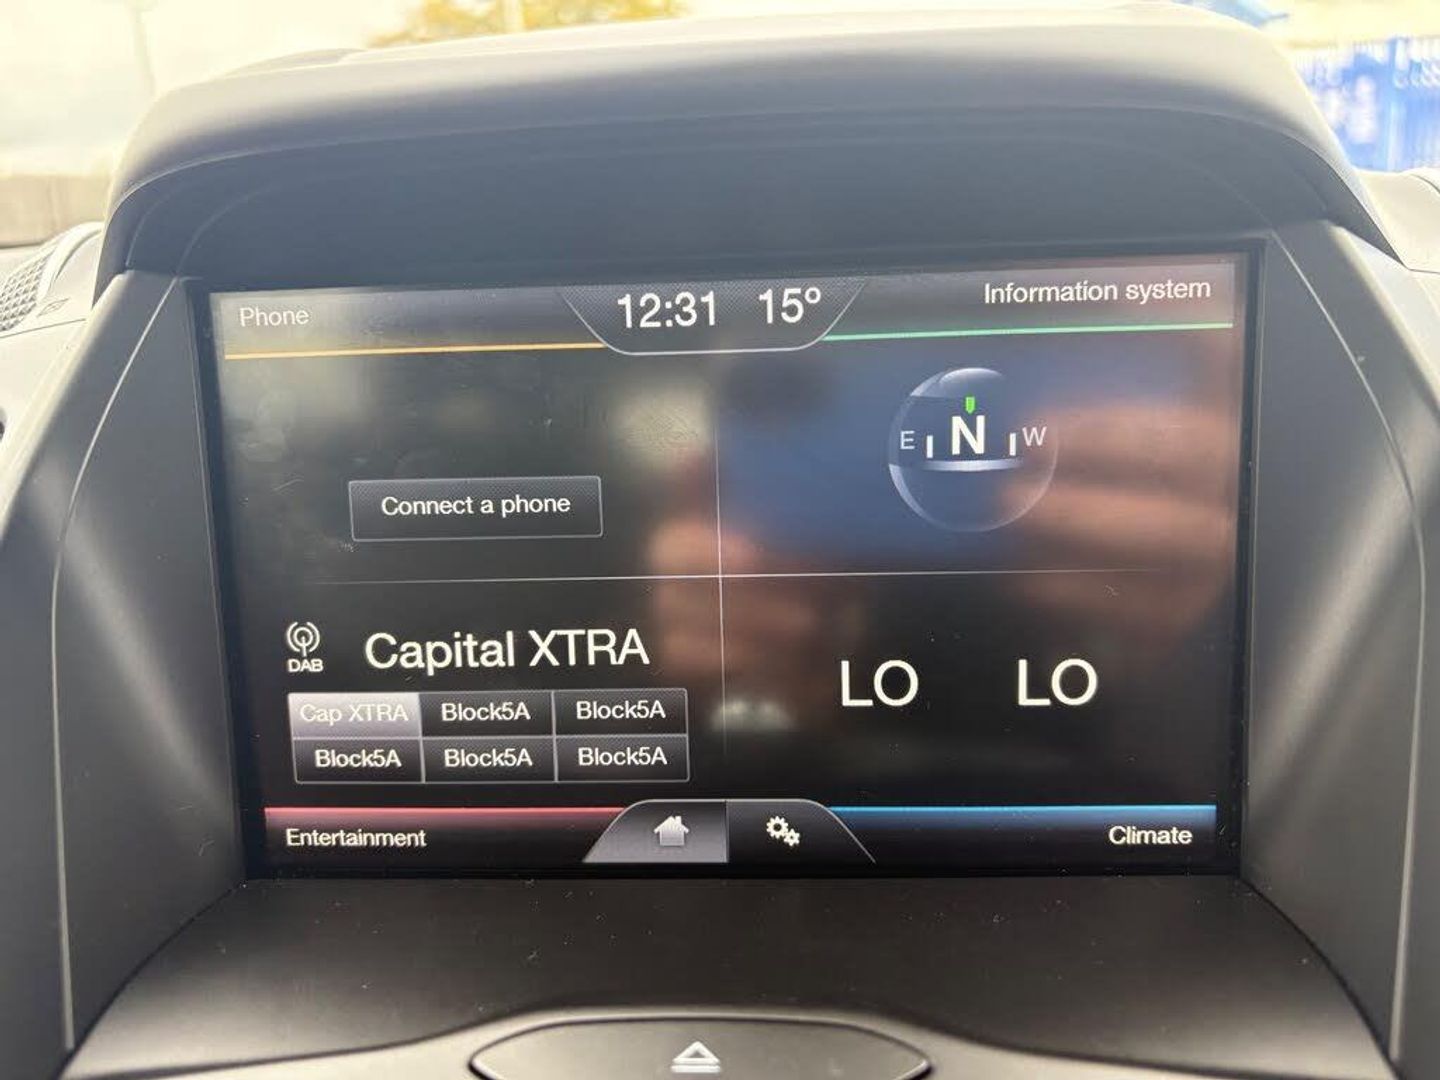 Phone
12:31 15º
Information system
E N W
Connect a phone
DAB
Capital XTRA
Cap XTRA Block5A Block5A
Block5A Block5A Block5A
LO LO
Entertainment
Climate